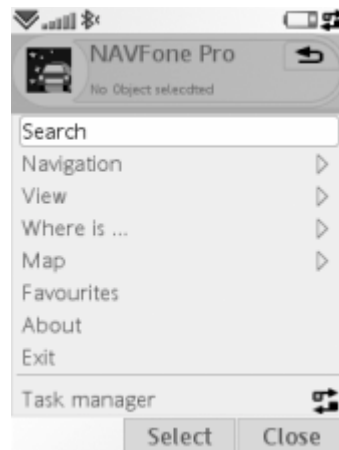 NAVFone Pro
No Object selecdted
Search
Navigation
View
Where is ...
Map
Favourites
About
Exit
Task manager
Select Close